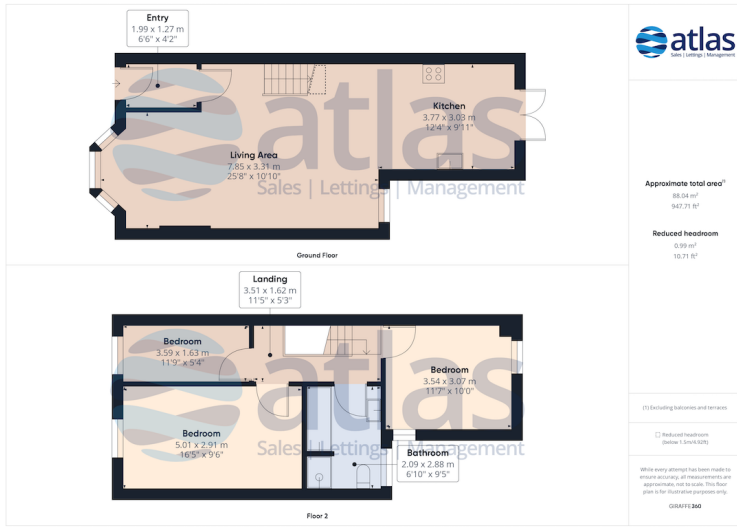 Entry
1.99 x 1.27 m
6'6" x 4'2"
Kitchen
3.77 x 3.03 m
12'4" x 9'11"
Living Area
7.85 x 3.31 m
25'8" x 10'10"
atlas
Sales | Lettings | Management
Ground Floor
Landing
3.51 x 1.62 m
11'5" x 5'3"
Bedroom
3.59 x 1.63 m
11'9" x 5'4"
Bedroom
3.54 x 3.07 m
11'7" x 10'0"
Bedroom
5.01 x 2.91 m
16'5" x 9'6"
atlas
Sales | Lettings | Management
Bathroom
2.09 x 2.88 m
6'10" x 9'5"
Floor 2
atlas
Sales | Lettings | Management
Approximate total area⁽¹⁾
88.04 m²
947.71 ft²
Reduced headroom
0.99 m²
10.71 ft²
(1) Excluding balconies and terraces
Reduced headroom
(below 1.5m/4.92ft)
While every attempt has been made to
ensure accuracy, all measurements are
approximate, not to scale. This floor
plan is for illustrative purposes only.
GIRAFFE360